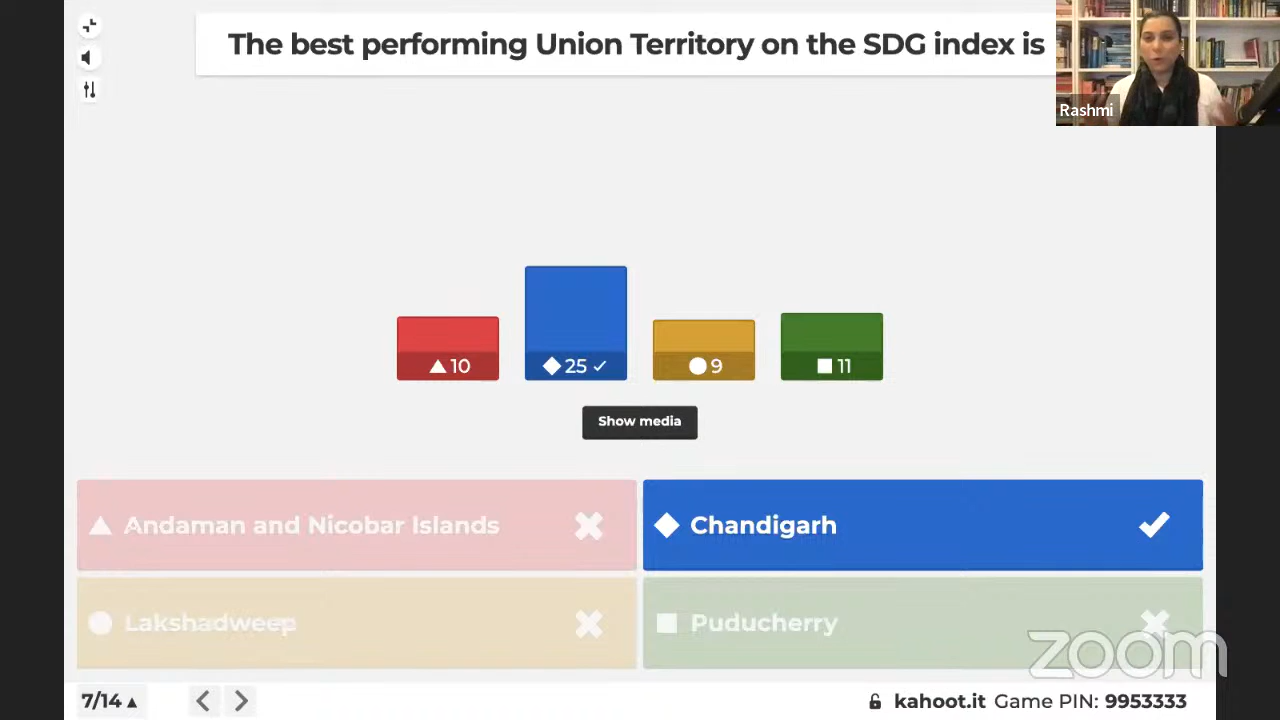 The best performing Union Territory on the SDG index is
Rashmi
10
25
9
11
Show media
Andaman and Nicobar Islands
Chandigarh
Lakshadweep
Puducherry
zoom
7/14
kahoot.it Game PIN: 9953333